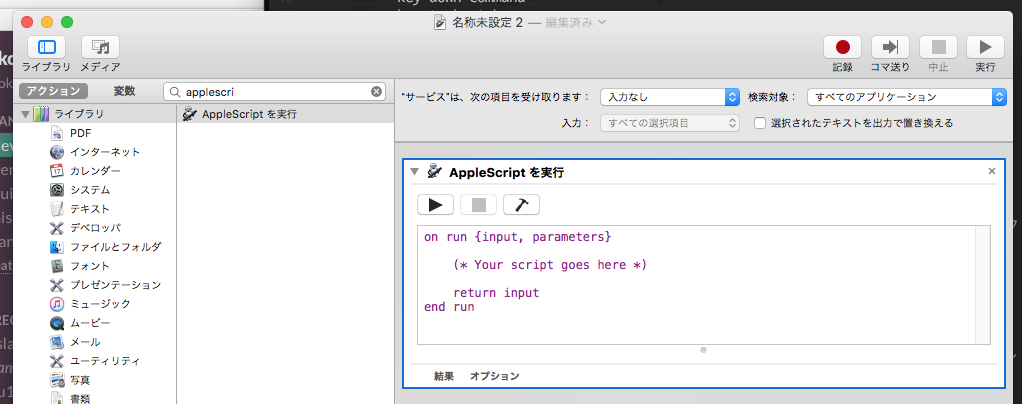 key down command
名称未設定 2 — 編集済み
ライブラリ メディア 記録 コマ送り 中止 実行
アクション 変数 applescri
"サービス"は、次の項目を受け取ります： 入力なし 検索対象： すべてのアプリケーション
入力： すべての選択項目 選択されたテキストを出力で置き換える
ライブラリ
PDF
インターネット
カレンダー
システム
テキスト
デベロッパ
ファイルとフォルダ
フォント
プレゼンテーション
ミュージック
ムービー
メール
ユーティリティ
写真
書類
AppleScript を実行
AppleScript を実行
on run {input, parameters}
(* Your script goes here *)
return input
end run
結果 オプション